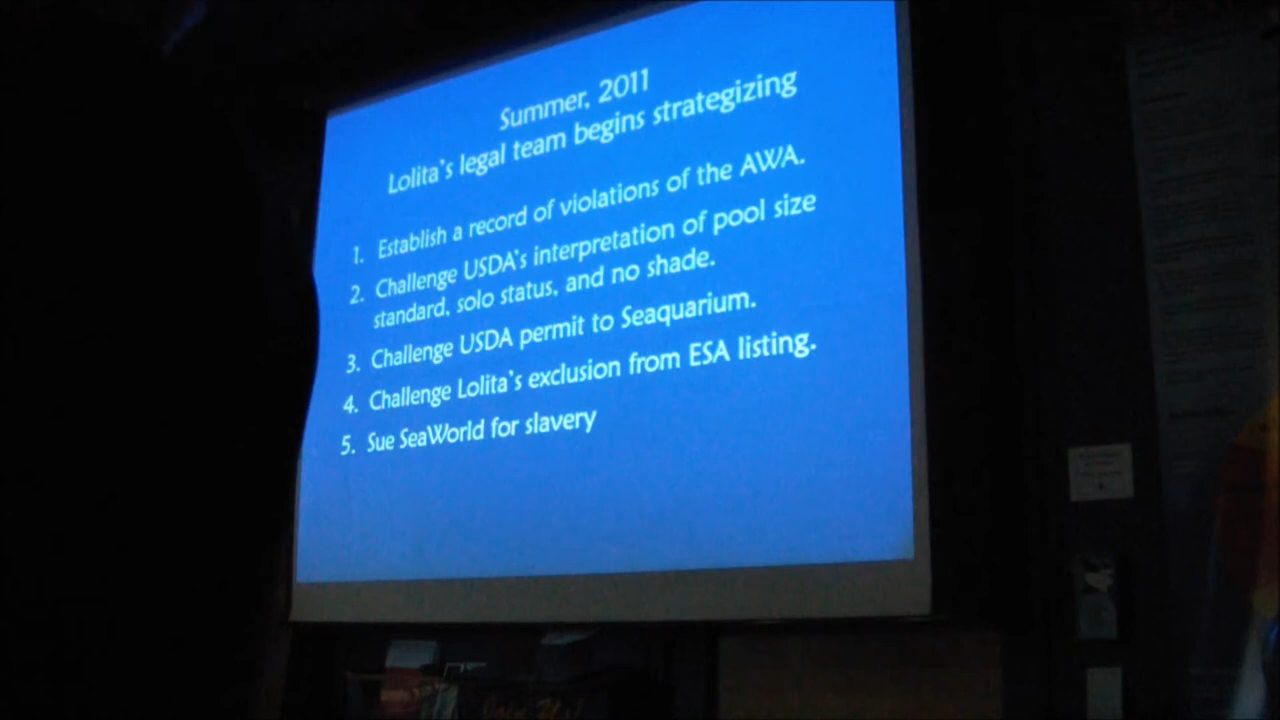 Summer, 2011
Lolita's legal team begins strategizing
1. Establish a record of violations of the AWA.
2. Challenge USDA's interpretation of pool size
standard, solo status, and no shade.
3. Challenge USDA permit to Seaquarium.
4. Challenge Lolita's exclusion from ESA listing.
5. Sue SeaWorld for slavery